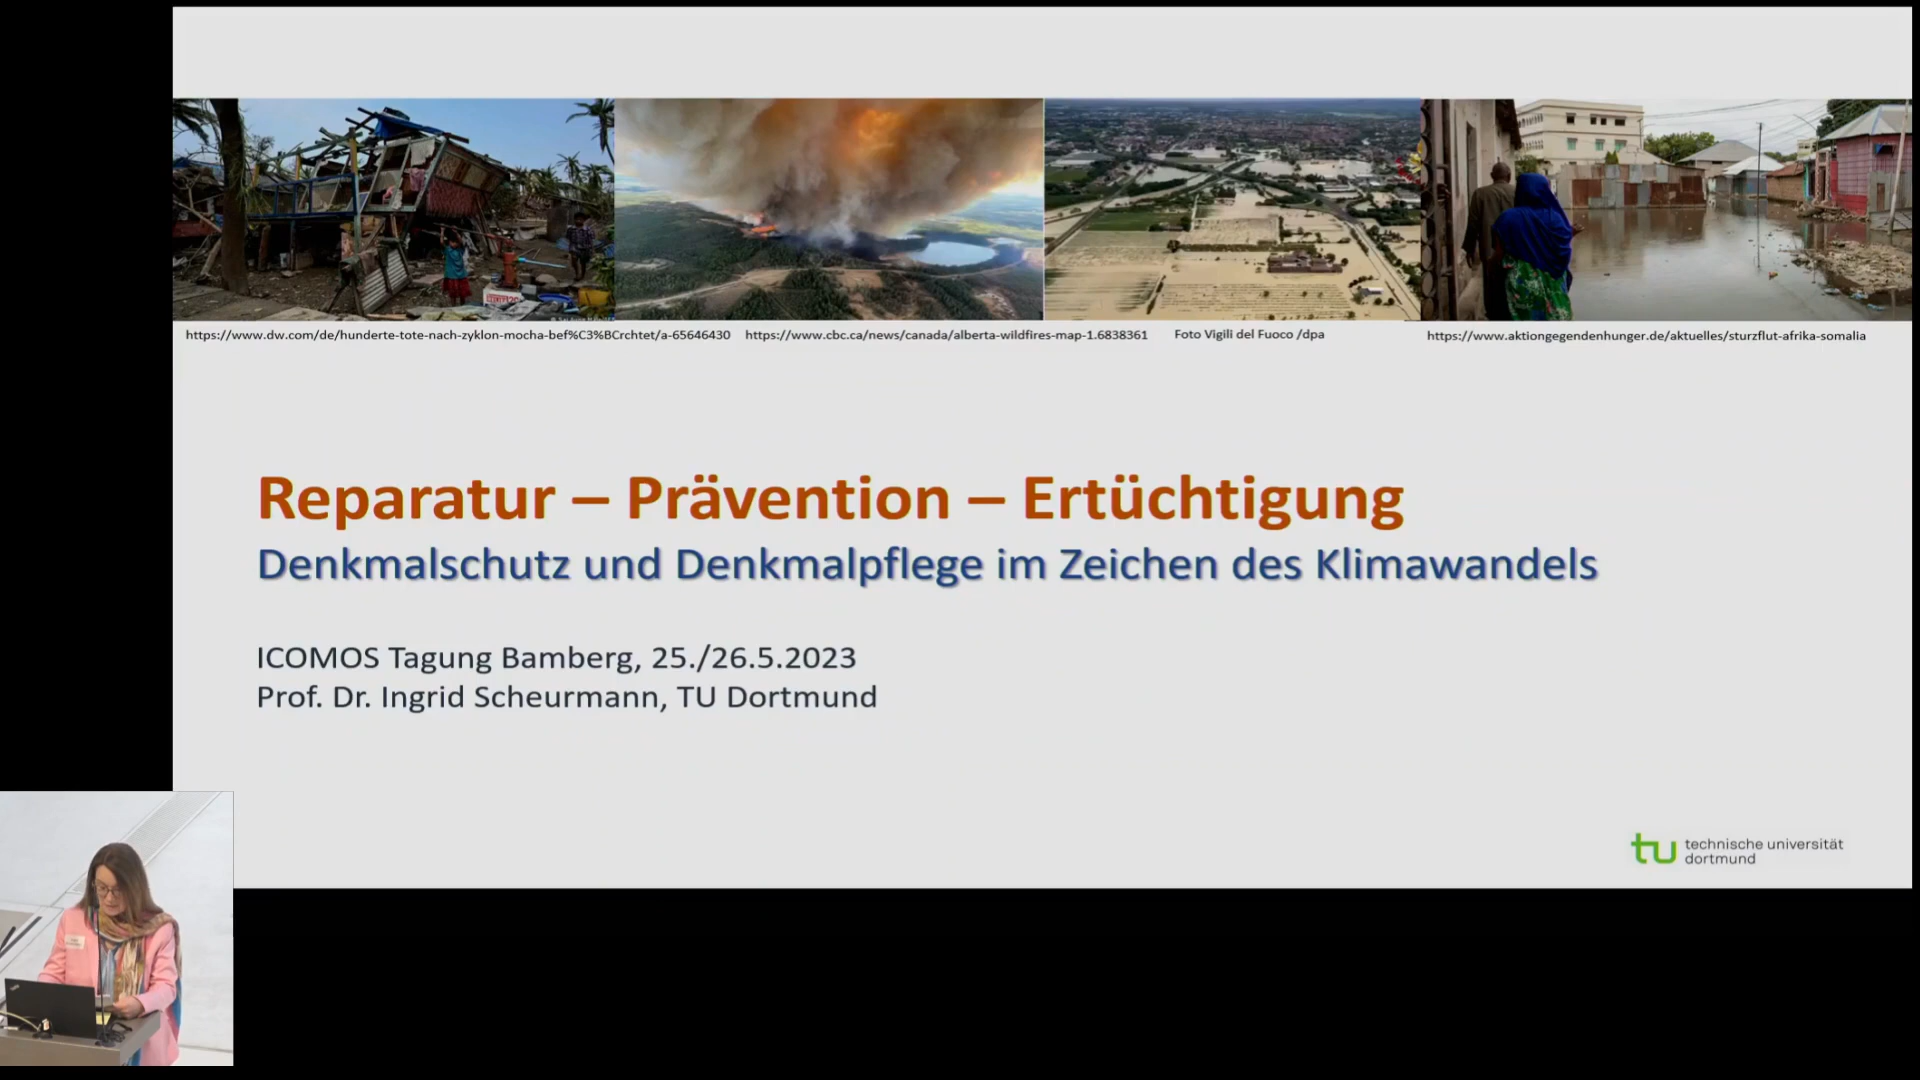 https://www.dw.com/de/hunderte-tote-nach-zyklon-mocha-bef%C3%BCrchtet/a-65646430
https://www.cbc.ca/news/canada/alberta-wildfires-map-1.6838361
Foto Vigili del Fuoco /dpa
https://www.aktiongegendenhunger.de/aktuelles/sturzflut-afrika-somalia
Reparatur – Prävention – Ertüchtigung
Denkmalschutz und Denkmalpflege im Zeichen des Klimawandels
ICOMOS Tagung Bamberg, 25./26.5.2023
Prof. Dr. Ingrid Scheurmann, TU Dortmund
tu technische universität
dortmund